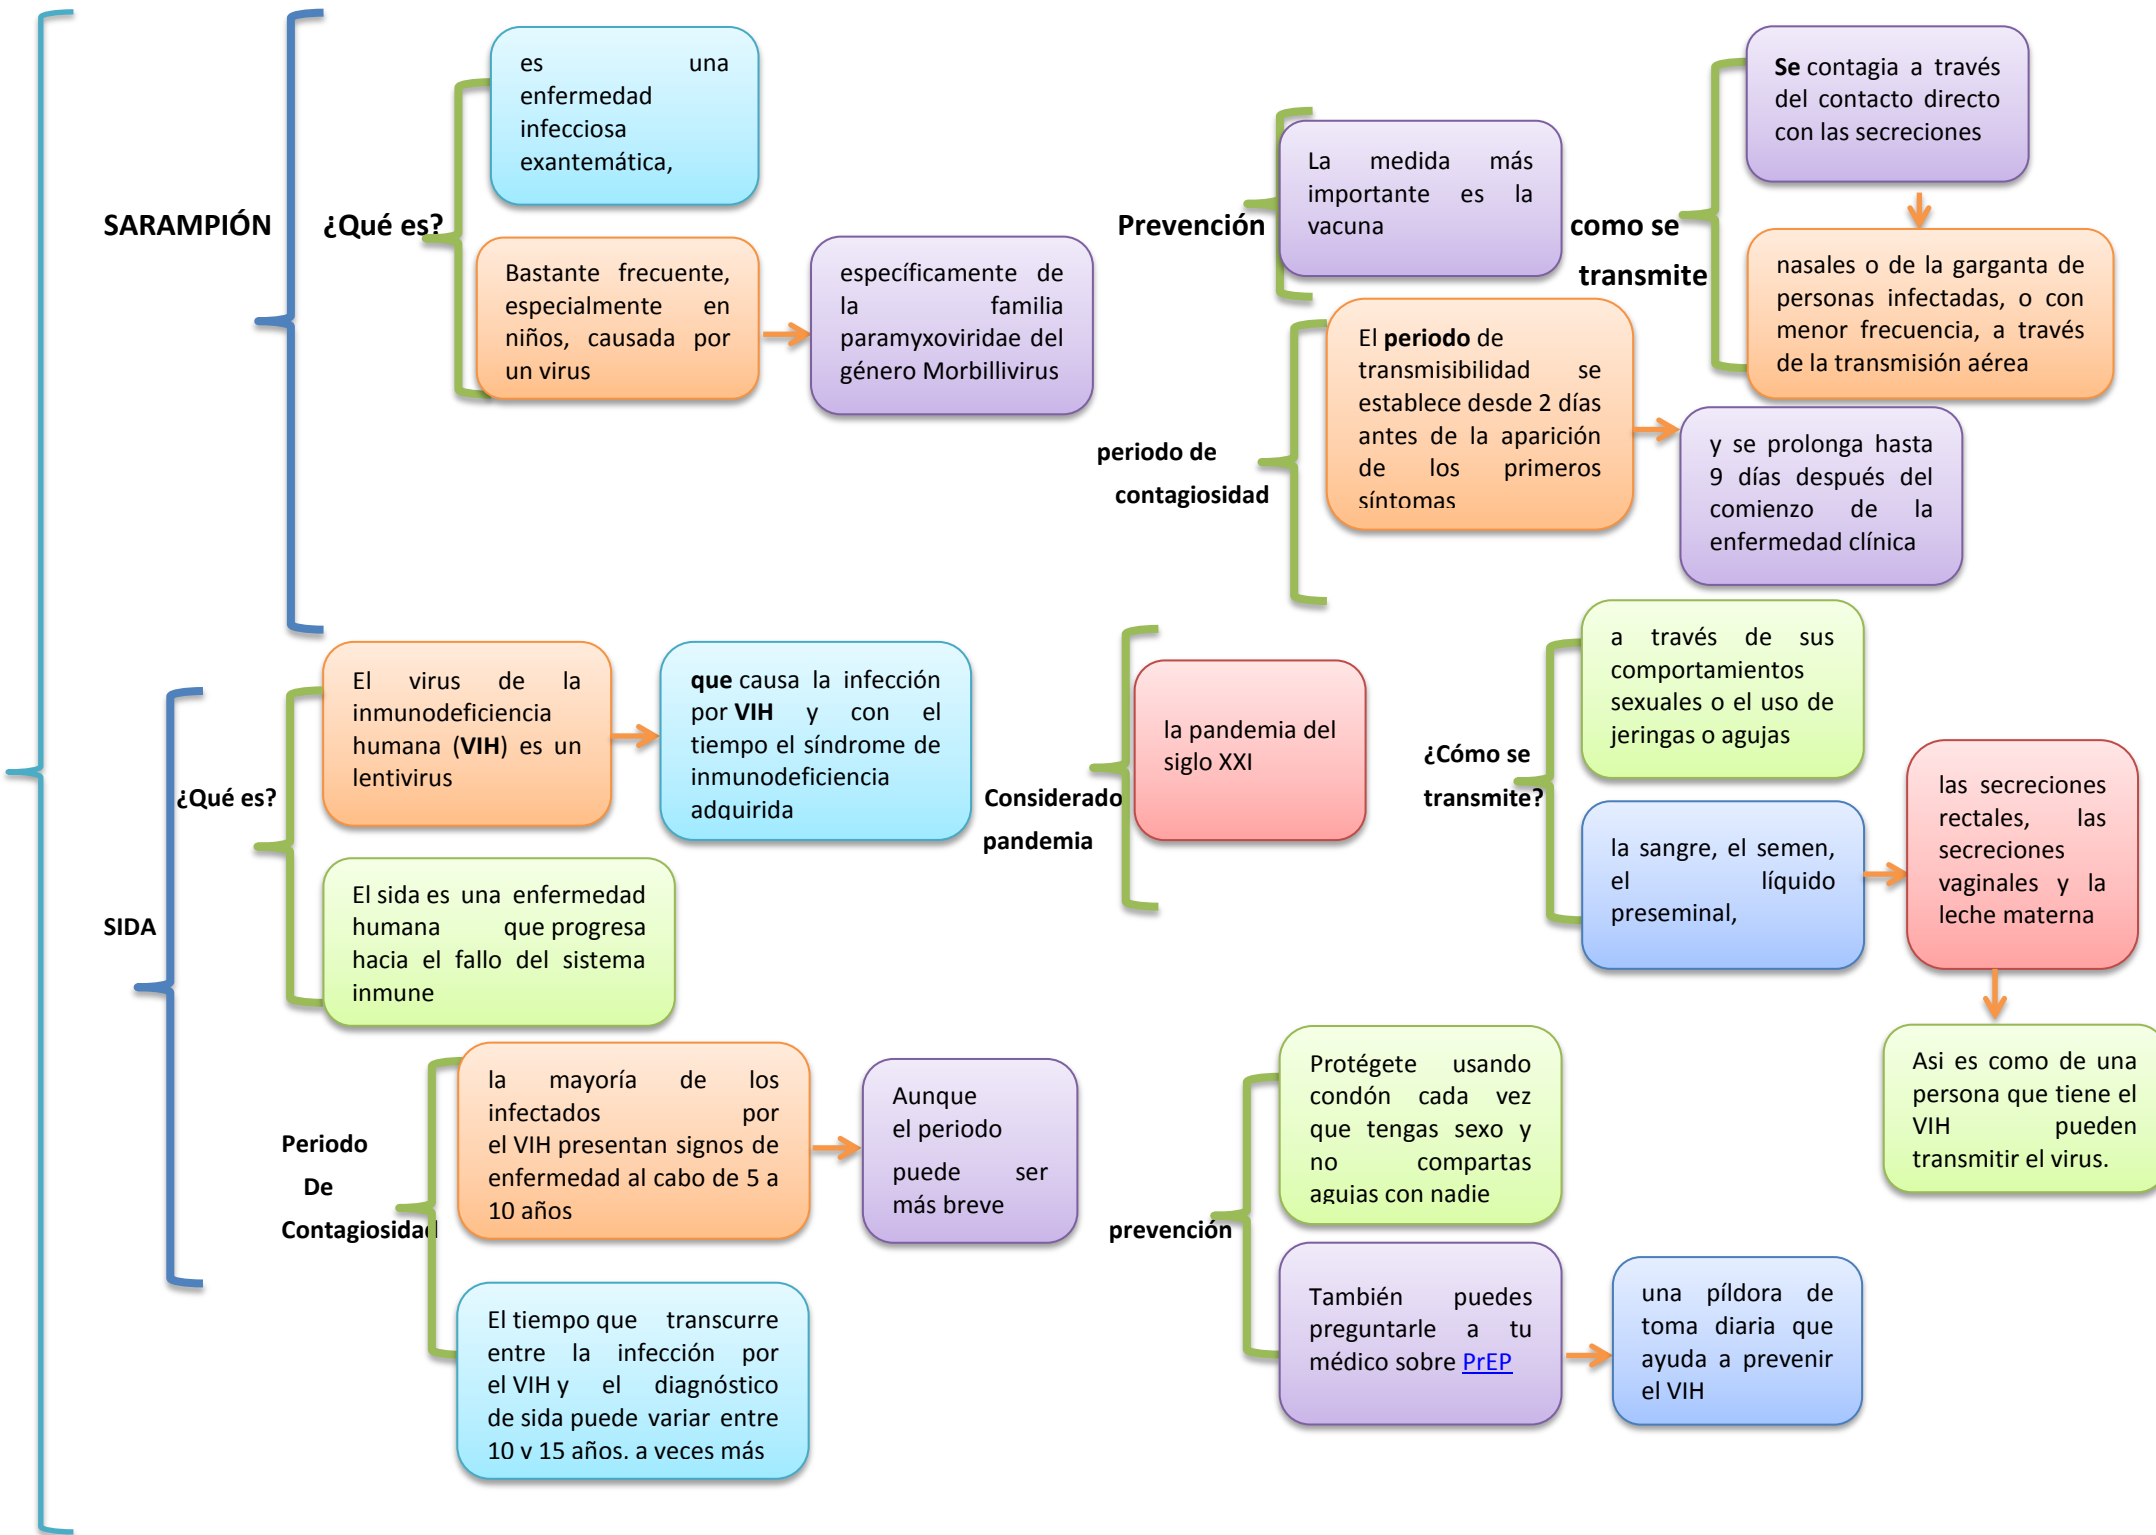 SARAMPIÓN
¿Qué es?
es una
enfermedad
infecciosa
exantemática,
Bastante frecuente,
especialmente en
niños, causada por
un virus
específicamente de
la familia
paramyxoviridae del
género Morbillivirus
Prevención
La medida más
importante es la
vacuna
como se
transmite
Se contagia a través
del contacto directo
con las secreciones
nasales o de la garganta de
personas infectadas, o con
menor frecuencia, a través
de la transmisión aérea
periodo de
contagiosidad
El periodo de
transmisibilidad se
establece desde 2 días
antes de la aparición
de los primeros
síntomas
y se prolonga hasta
9 días después del
comienzo de la
enfermedad clínica
SIDA
¿Qué es?
El virus de la
inmunodeficiencia
humana (VIH) es un
lentivirus
que causa la infección
por VIH y con el
tiempo el síndrome de
inmunodeficiencia
adquirida
El sida es una enfermedad
humana que progresa
hacia el fallo del sistema
inmune
Considerado
pandemia
la pandemia del
siglo XXI
¿Cómo se
transmite?
a través de sus
comportamientos
sexuales o el uso de
jeringas o agujas
la sangre, el semen,
el líquido
preseminal,
las secreciones
rectales, las
secreciones
vaginales y la
leche materna
Asi es como de una
persona que tiene el
VIH pueden
transmitir el virus.
Periodo
De
Contagiosidad
la mayoría de los
infectados por
el VIH presentan signos de
enfermedad al cabo de 5 a
10 años
Aunque
el periodo
puede ser
más breve
El tiempo que transcurre
entre la infección por
el VIH y el diagnóstico
de sida puede variar entre
10 y 15 años, a veces más
prevención
Protégete usando
condón cada vez
que tengas sexo y
no compartas
agujas con nadie
También puedes
preguntarle a tu
médico sobre PrEP
una píldora de
toma diaria que
ayuda a prevenir
el VIH